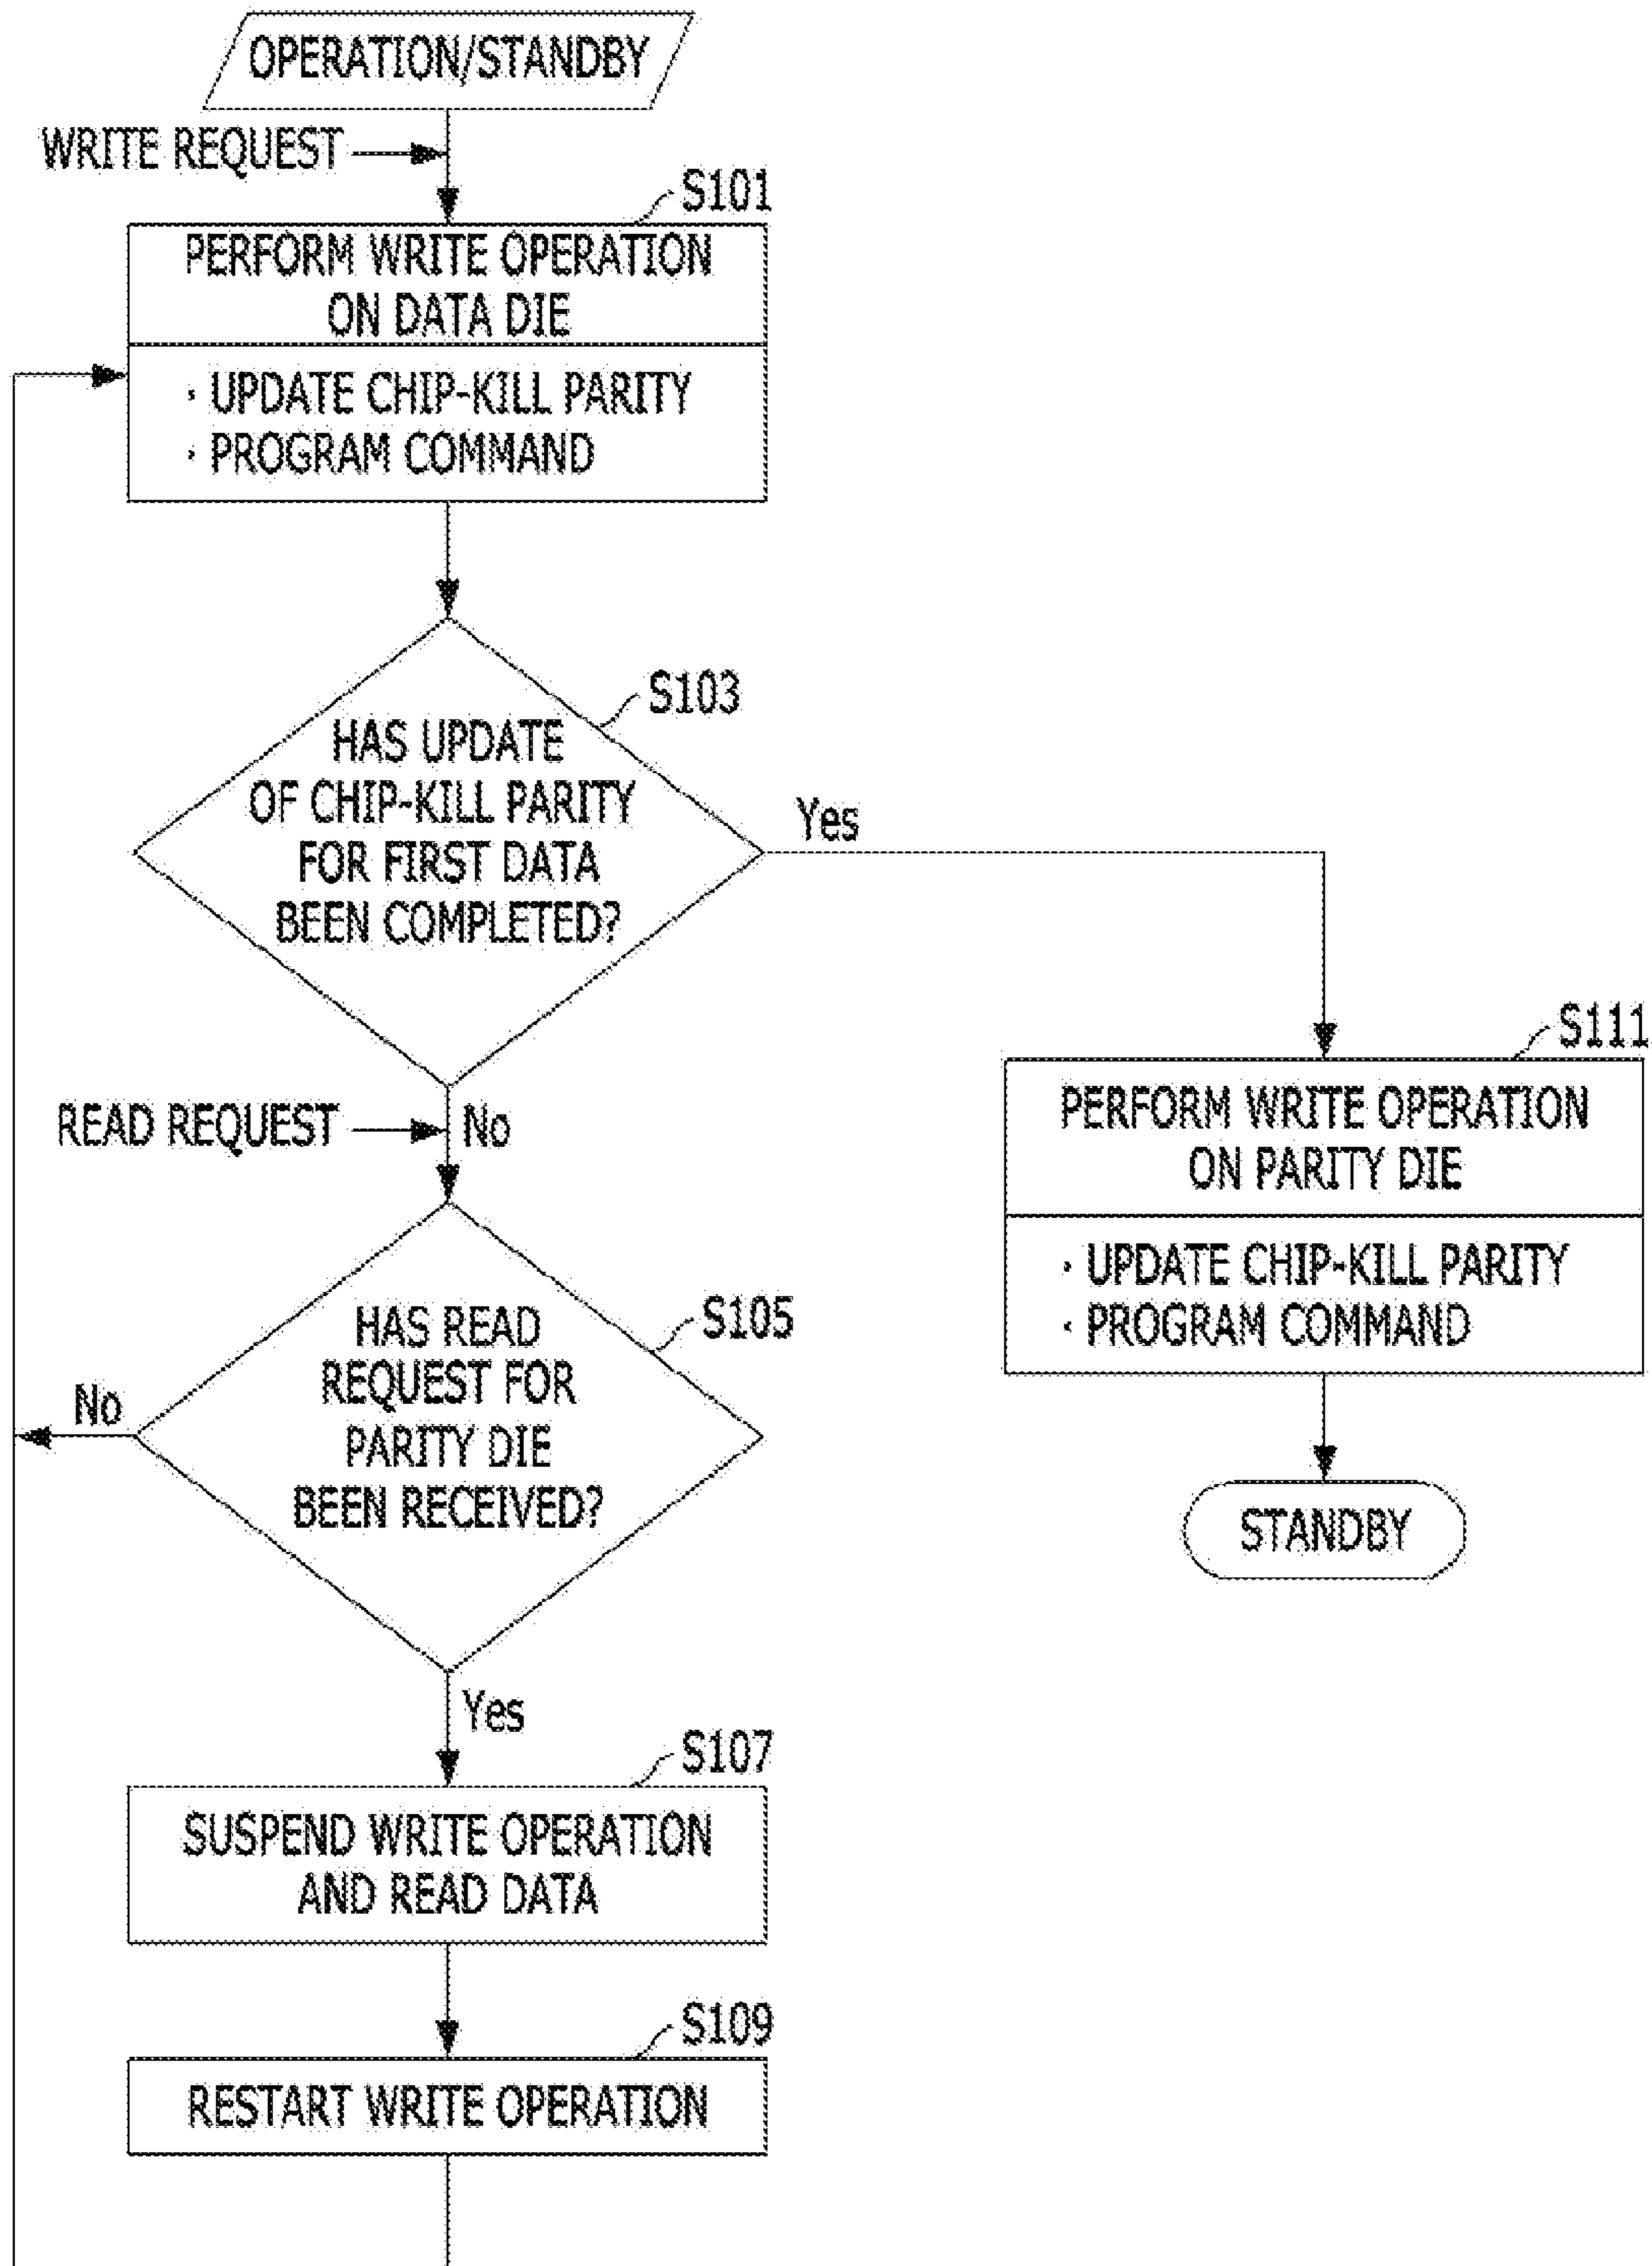 OPERATION/STANDBY
WRITE REQUEST
S101
PERFORM WRITE OPERATION
ON DATA DIE
· UPDATE CHIP-KILL PARITY
· PROGRAM COMMAND
S103
HAS UPDATE
OF CHIP-KILL PARITY
FOR FIRST DATA
BEEN COMPLETED?
Yes
READ REQUEST
No
S111
PERFORM WRITE OPERATION
ON PARITY DIE
· UPDATE CHIP-KILL PARITY
· PROGRAM COMMAND
STANDBY
S105
HAS READ
REQUEST FOR
PARITY DIE
BEEN RECEIVED?
No
Yes
S107
SUSPEND WRITE OPERATION
AND READ DATA
S109
RESTART WRITE OPERATION